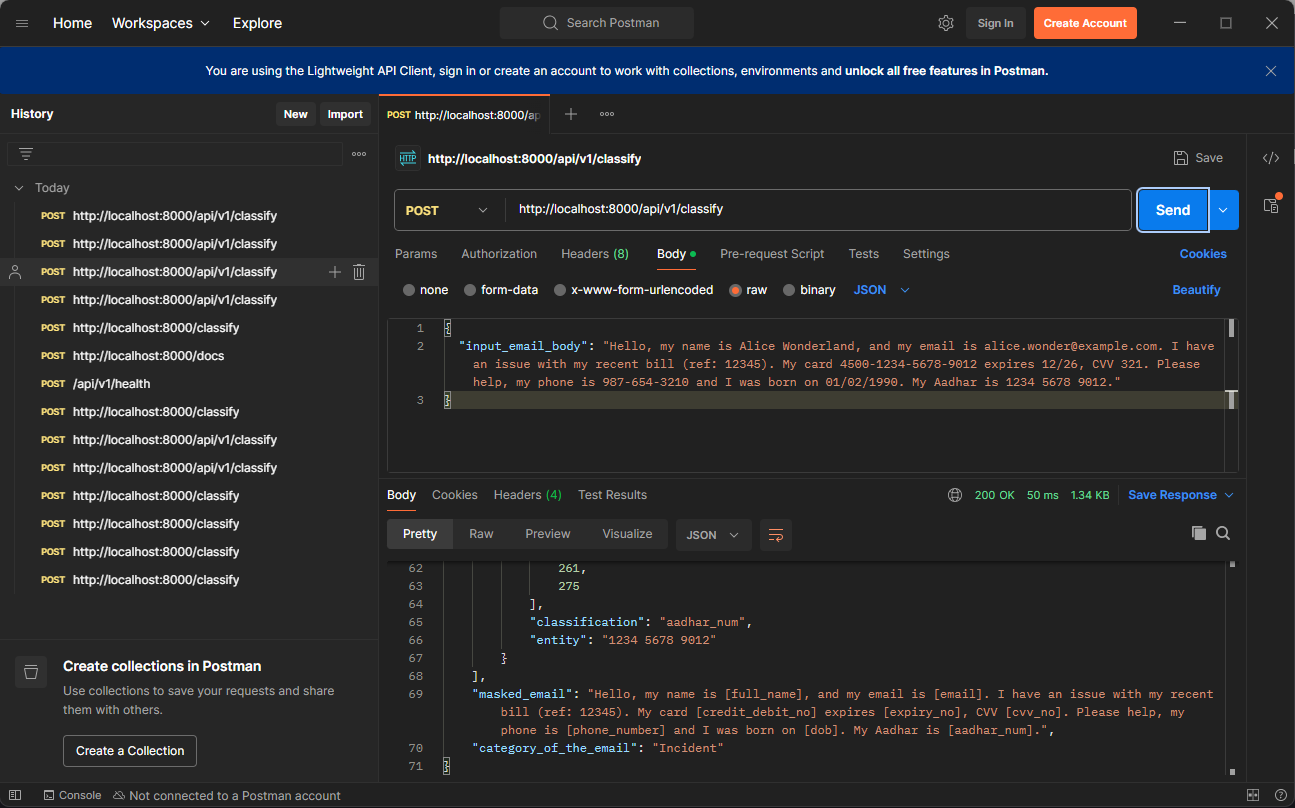 Home Workspaces Explore Search Postman Sign In Create Account
You are using the Lightweight API Client, sign in or create an account to work with collections, environments and unlock all free features in Postman.
History New Import
Today
POST http://localhost:8000/api/v1/classify
POST http://localhost:8000/api/v1/classify
POST http://localhost:8000/api/v1/classify
POST http://localhost:8000/api/v1/classify
POST http://localhost:8000/classify
POST http://localhost:8000/docs
POST /api/v1/health
POST http://localhost:8000/classify
POST http://localhost:8000/api/v1/classify
POST http://localhost:8000/api/v1/classify
POST http://localhost:8000/classify
POST http://localhost:8000/classify
POST http://localhost:8000/classify
POST http://localhost:8000/classify
Create collections in Postman
Use collections to save your requests and share
them with others.
Create a Collection
POST http://localhost:8000/ap
HTTP http://localhost:8000/api/v1/classify Save </>
POST http://localhost:8000/api/v1/classify Send
Params Authorization Headers (8) Body Pre-request Script Tests Settings Cookies
none form-data x-www-form-urlencoded raw binary JSON Beautify
1 {
2 "input_email_body": "Hello, my name is Alice Wonderland, and my email is alice.wonder@example.com. I have
an issue with my recent bill (ref: 12345). My card 4500-1234-5678-9012 expires 12/26, CVV 321. Please
help, my phone is 987-654-3210 and I was born on 01/02/1990. My Aadhar is 1234 5678 9012."
3 }
Body Cookies Headers (4) Test Results 200 OK 50 ms 1.34 KB Save Response
Pretty Raw Preview Visualize JSON
62 261,
63 275
64 ],
65 "classification": "aadhar_num",
66 "entity": "1234 5678 9012"
67 }
68 ],
69 "masked_email": "Hello, my name is [full_name], and my email is [email]. I have an issue with my recent
bill (ref: 12345). My card [credit_debit_no] expires [expiry_no], CVV [cvv_no]. Please help, my
phone is [phone_number] and I was born on [dob]. My Aadhar is [aadhar_num].",
70 "category_of_the_email": "Incident"
71 }
Console Not connected to a Postman account